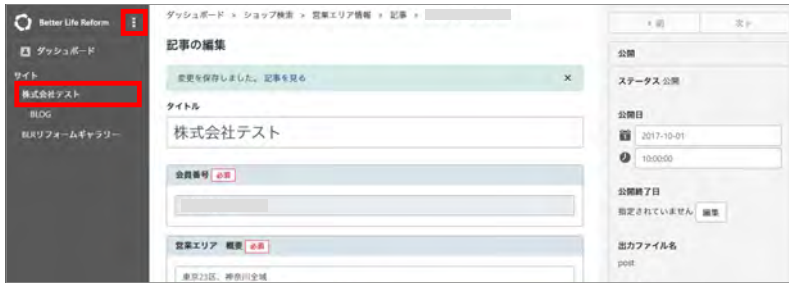 Better Life Reform
ダッシュボード
サイト
株式会社テスト
BLOG
BLRリフォームギャラリー
ダッシュボード > ショップ検索 > 営業エリア情報 > 記事 >
記事の編集
変更を保存しました。記事を見る
×
タイトル
株式会社テスト
会員番号 必須
営業エリア 概要 必須
東京23区、神奈川全域
< 前 次 >
公開
ステータス 公開
公開日
2017-10-01
10:00:00
公開終了日
指定されていません 編集
出力ファイル名
post